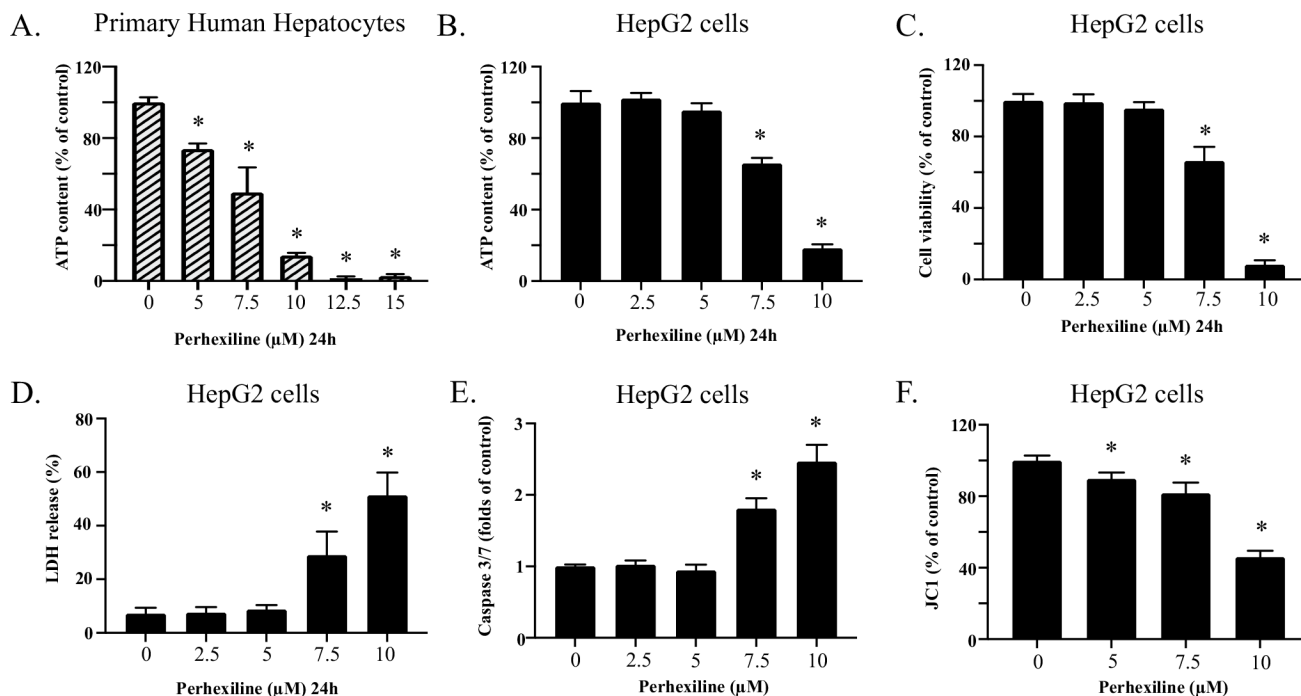 A. Primary Human Hepatocytes
ATP content (% of control)
120
80
40
0
* * * * *
0 5 7.5 10 12.5 15
Perhexiline (µM) 24h
B. HepG2 cells
ATP content (% of control)
120
80
40
0
* *
0 2.5 5 7.5 10
Perhexiline (µM) 24h
C. HepG2 cells
Cell viability (% of control)
120
80
40
0
* *
0 2.5 5 7.5 10
Perhexiline (µM) 24h
D. HepG2 cells
LDH release (%)
80
60
40
20
0
* *
0 2.5 5 7.5 10
Perhexiline (µM) 24h
E. HepG2 cells
Caspase 3/7 (folds of control)
3
2
1
0
* *
0 2.5 5 7.5 10
Perhexiline (µM)
F. HepG2 cells
JC1 (% of control)
120
80
40
0
* * *
0 5 7.5 10
Perhexiline (µM)